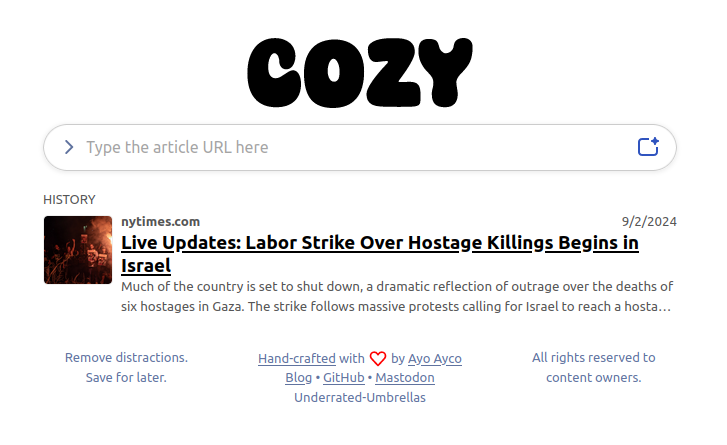 COZY
Type the article URL here
HISTORY
nytimes.com 9/2/2024
Live Updates: Labor Strike Over Hostage Killings Begins in
Israel
Much of the country is set to shut down, a dramatic reflection of outrage over the deaths of
six hostages in Gaza. The strike follows massive protests calling for Israel to reach a hosta…
Remove distractions.
Save for later.
Hand-crafted with by Ayo Ayco
Blog • GitHub • Mastodon
Underrated-Umbrellas
All rights reserved to
content owners.